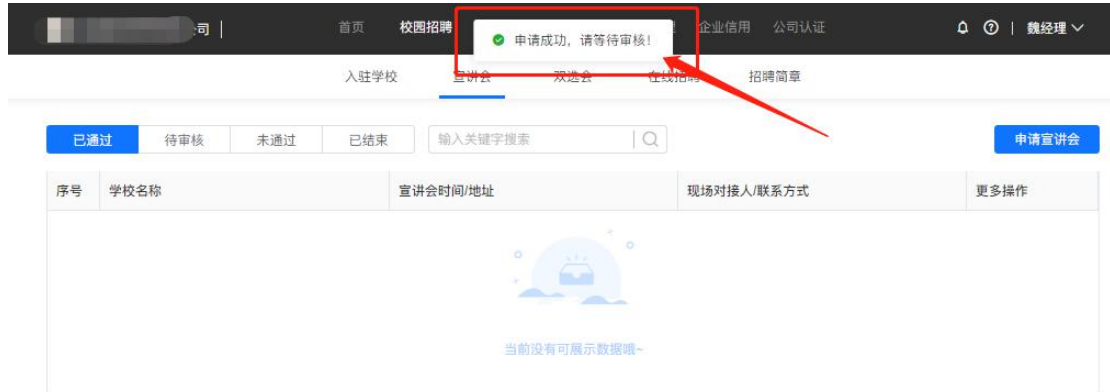 司 | 首页 校园招聘 企业信用 公司认证 | 魏经理
申请成功，请等待审核！
入驻学校 宣讲会 双选会 在线招聘 招聘简章
已通过 待审核 未通过 已结束 输入关键字搜索 申请宣讲会
序号 学校名称 宣讲会时间/地址 现场对接人/联系方式 更多操作
当前没有可展示数据哦~